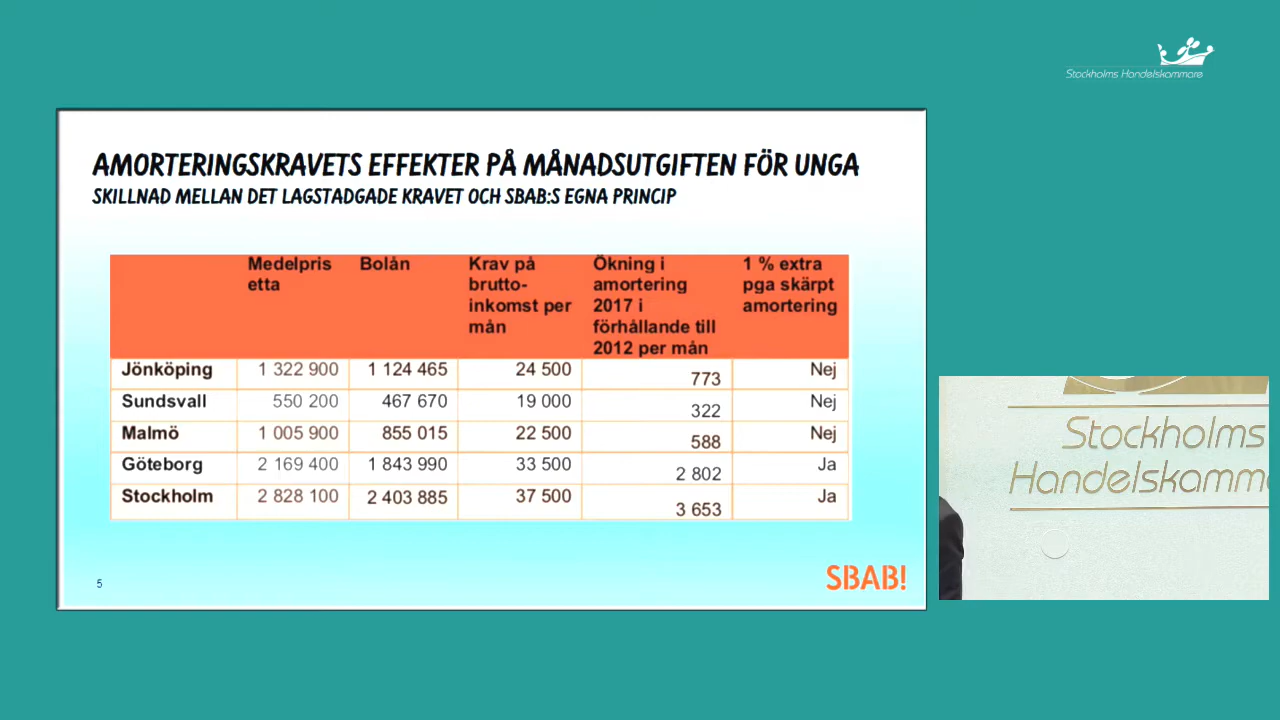 Stockholms Handelskammare
AMORTERINGSKRAVETS EFFEKTER PÅ MÅNADSUTGIFTEN FÖR UNGA
SKILLNAD MELLAN DET LAGSTADGADE KRAVET OCH SBAB:S EGNA PRINCIP
Medelpris etta Bolån Krav på brutto-inkomst per mån Ökning i amortering 2017 i förhållande till 2012 per mån 1 % extra pga skärpt amortering
Jönköping 1 322 900 1 124 465 24 500 773 Nej
Sundsvall 550 200 467 670 19 000 322 Nej
Malmö 1 005 900 855 015 22 500 588 Nej
Göteborg 2 169 400 1 843 990 33 500 2 802 Ja
Stockholm 2 828 100 2 403 885 37 500 3 653 Ja
5
SBAB!
Stockholms
Handelskamm